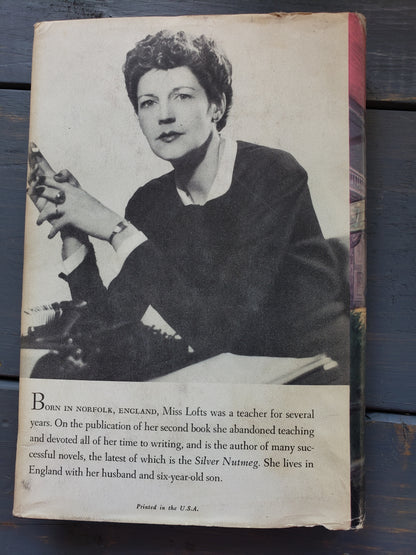 BORN IN NORFOLK, ENGLAND, Miss Lofts was a teacher for several
years. On the publication of her second book she abandoned teaching
and devoted all of her time to writing, and is the author of many suc-
cessful novels, the latest of which is the Silver Nutmeg. She lives in
England with her husband and six-year-old son.
Printed in the U.S.A.